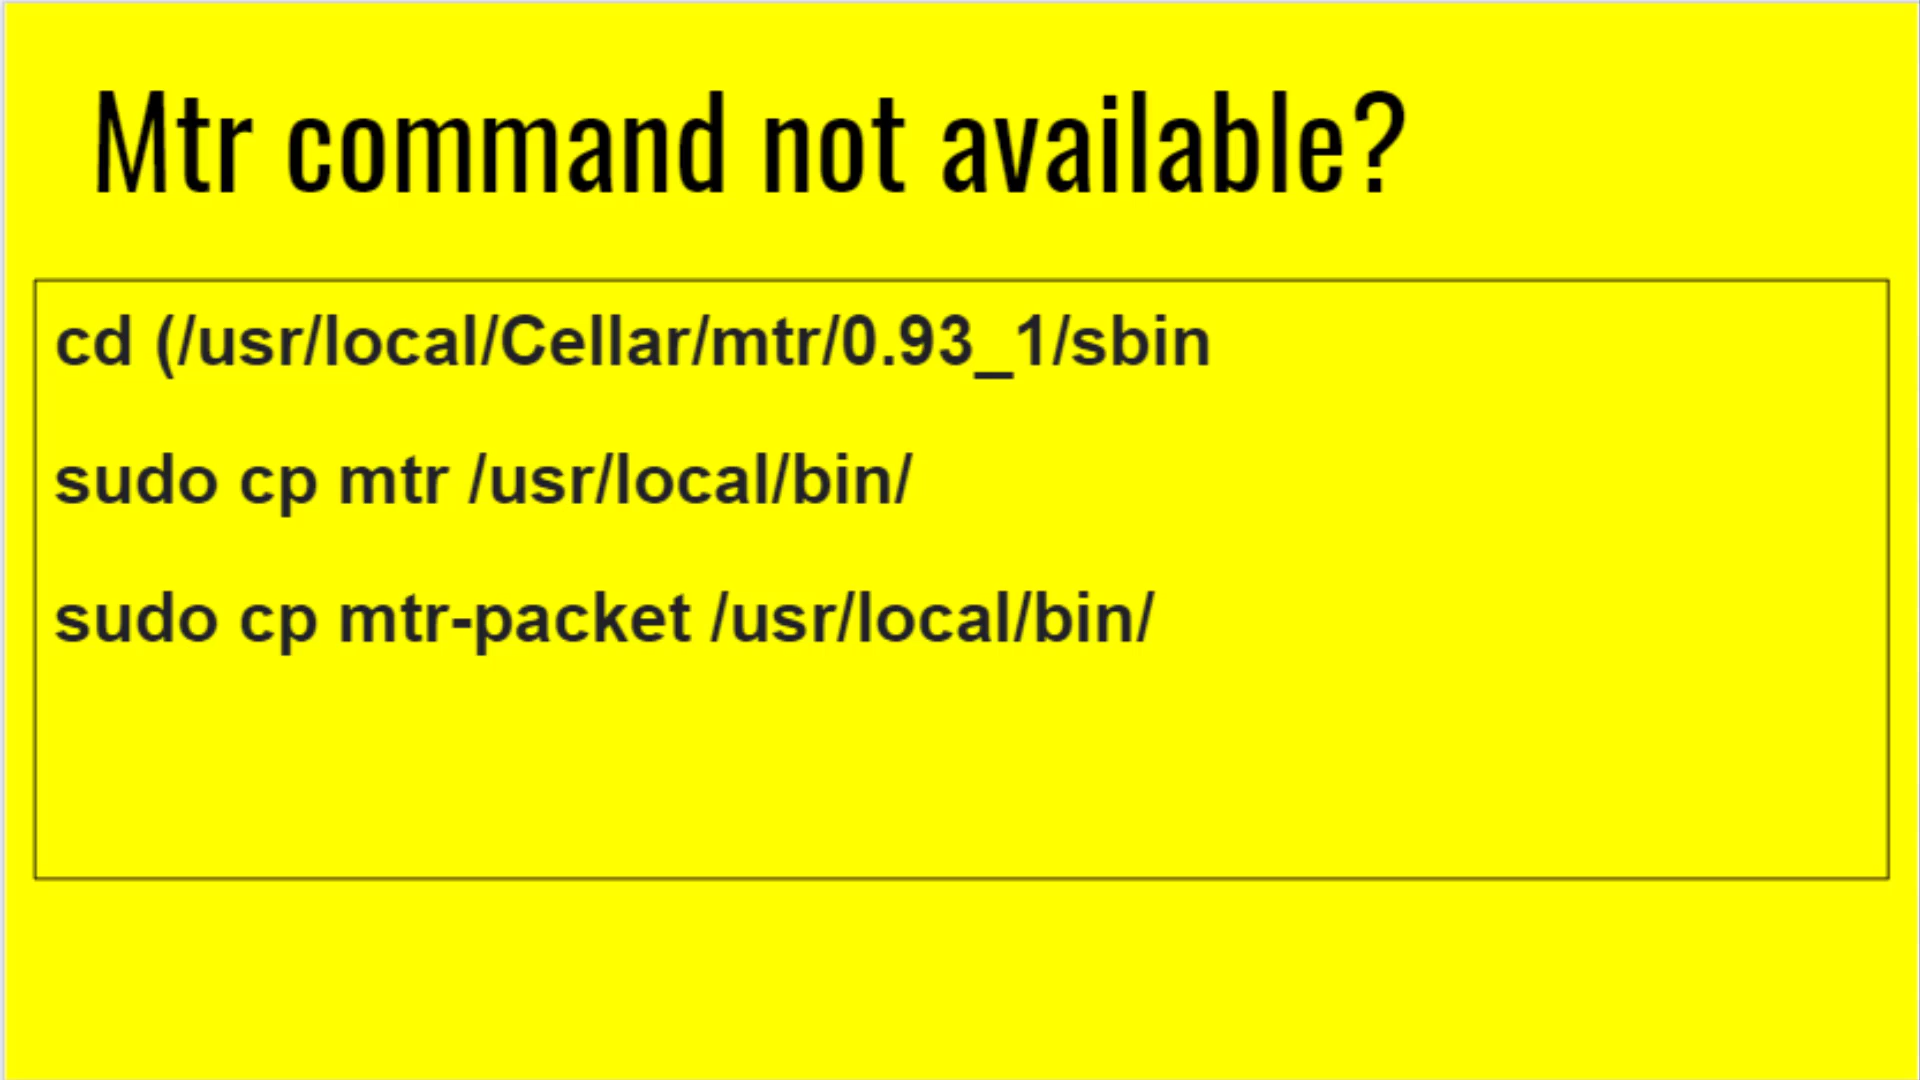 Mtr command not available?
cd (/usr/local/Cellar/mtr/0.93_1/sbin
sudo cp mtr /usr/local/bin/
sudo cp mtr-packet /usr/local/bin/